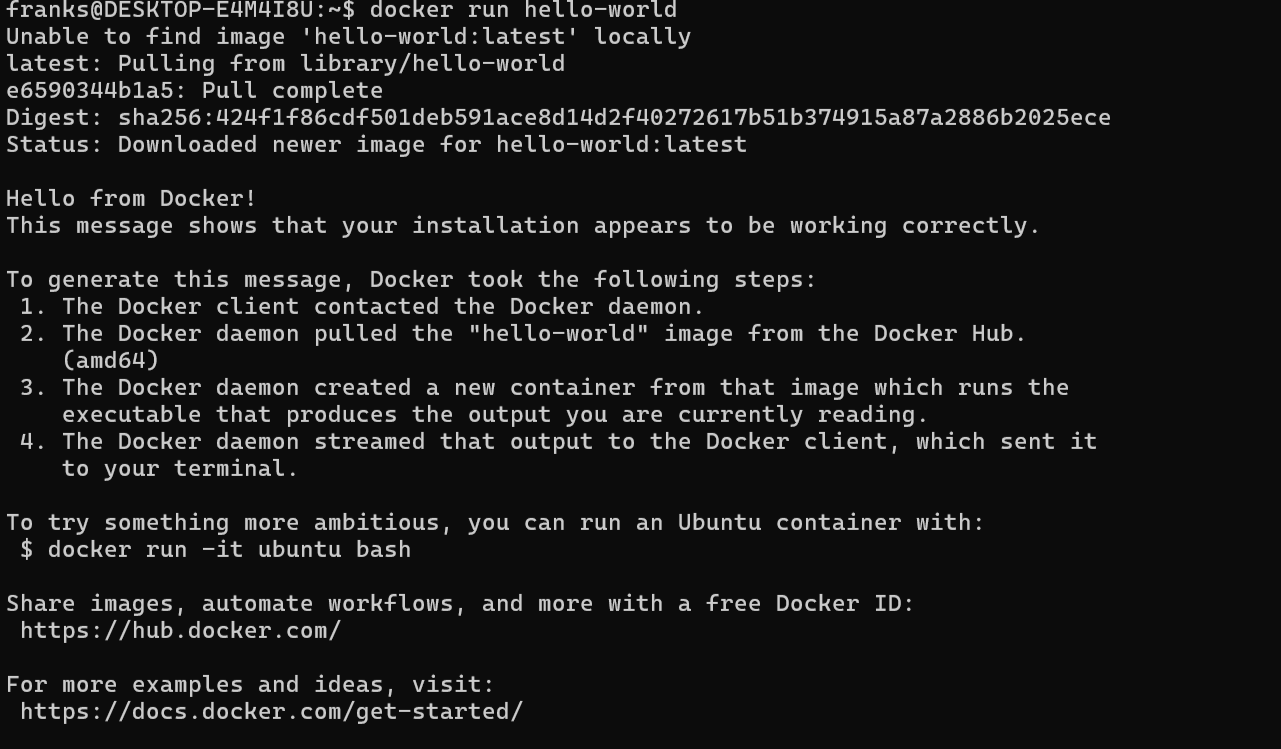 franks@DESKTOP-E4M4I8U:~$ docker run hello-world
Unable to find image 'hello-world:latest' locally
latest: Pulling from library/hello-world
e6590344b1a5: Pull complete
Digest: sha256:424f1f86cdf501deb591ace8d14d2f40272617b51b374915a87a2886b2025ece
Status: Downloaded newer image for hello-world:latest

Hello from Docker!
This message shows that your installation appears to be working correctly.

To generate this message, Docker took the following steps:
 1. The Docker client contacted the Docker daemon.
 2. The Docker daemon pulled the "hello-world" image from the Docker Hub.
    (amd64)
 3. The Docker daemon created a new container from that image which runs the
    executable that produces the output you are currently reading.
 4. The Docker daemon streamed that output to the Docker client, which sent it
    to your terminal.

To try something more ambitious, you can run an Ubuntu container with:
 $ docker run -it ubuntu bash

Share images, automate workflows, and more with a free Docker ID:
 https://hub.docker.com/

For more examples and ideas, visit:
 https://docs.docker.com/get-started/